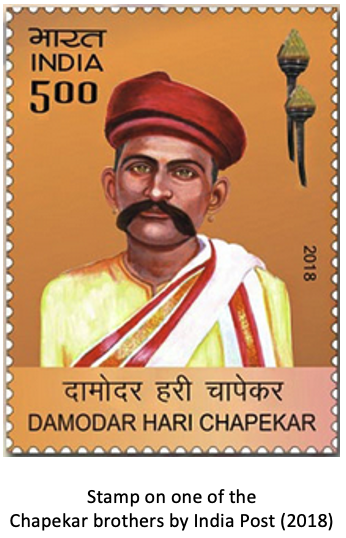 भारत
INDIA
500
2018
दामोदर हरी चापेकर
DAMODAR HARI CHAPEKAR
Stamp on one of the
Chapekar brothers by India Post (2018)